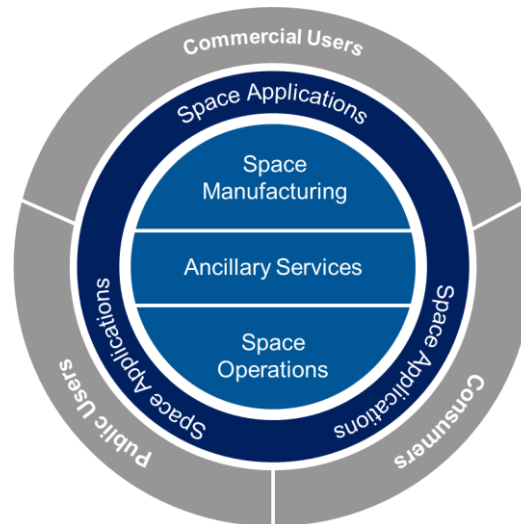 Commercial Users
Space Applications
Space
Manufacturing
Ancillary Services
Space
Operations
Space Applications
Space Applications
Public Users
Consumers